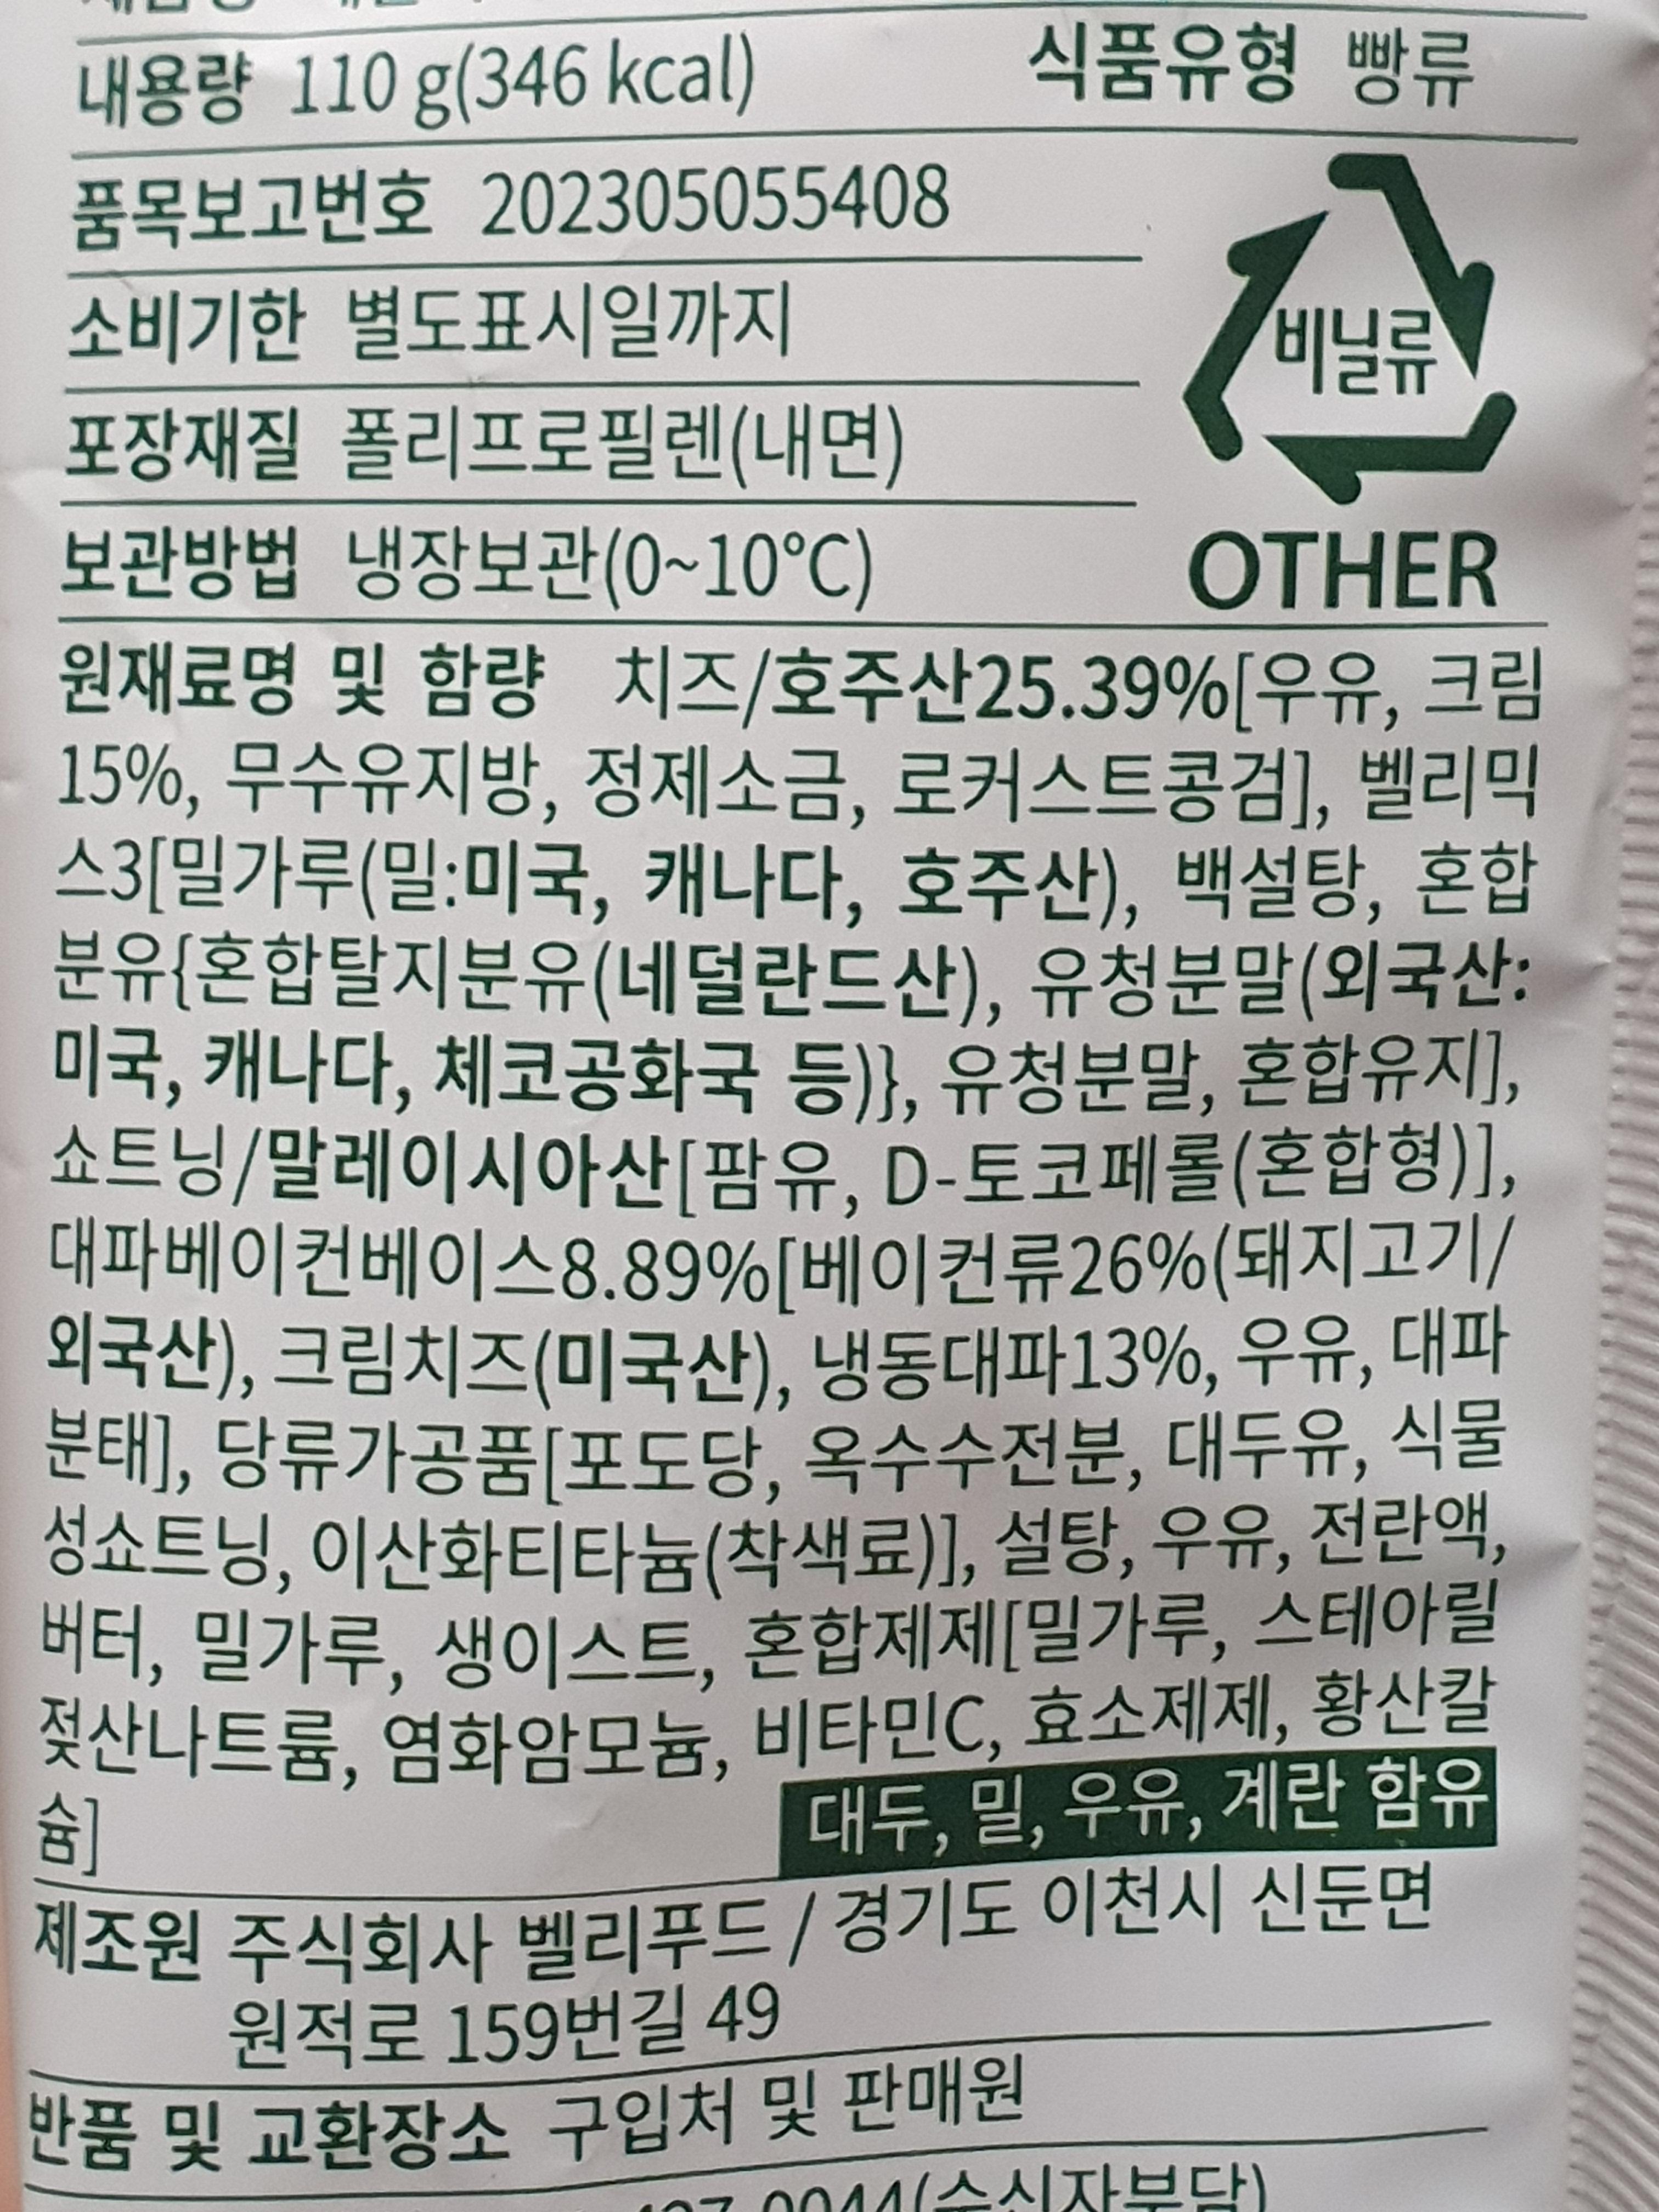 내용량 110 g(346 kcal) 식품유형 빵류
품목보고번호 202305055408
소비기한 별도표시일까지
비닐류
포장재질 폴리프로필렌(내면)
보관방법 냉장보관(0~10℃)
OTHER
원재료명 및 함량 치즈/호주산25.39%[우유, 크림
15%, 무수유지방, 정제소금, 로커스트콩검], 벨리믹
스3[밀가루(밀:미국, 캐나다, 호주산), 백설탕, 혼합
분유{혼합탈지분유(네덜란드산), 유청분말(외국산:
미국, 캐나다, 체코공화국 등)}, 유청분말, 혼합유지],
쇼트닝/말레이시아산[팜유, D-토코페롤(혼합형)],
대파베이컨베이스8.89%[베이컨류26%(돼지고기/
외국산), 크림치즈(미국산), 냉동대파13%, 우유, 대파
분태], 당류가공품[포도당, 옥수수전분, 대두유, 식물
성쇼트닝, 이산화티타늄(착색료)], 설탕, 우유, 전란액,
버터, 밀가루, 생이스트, 혼합제제[밀가루, 스테아릴
젖산나트륨, 염화암모늄, 비타민C, 효소제제, 황산칼
슘]
대두, 밀, 우유, 계란 함유
제조원 주식회사 벨리푸드 / 경기도 이천시 신둔면
원적로 159번길 49
반품 및 교환장소 구입처 및 판매원
0044(수신자부담)